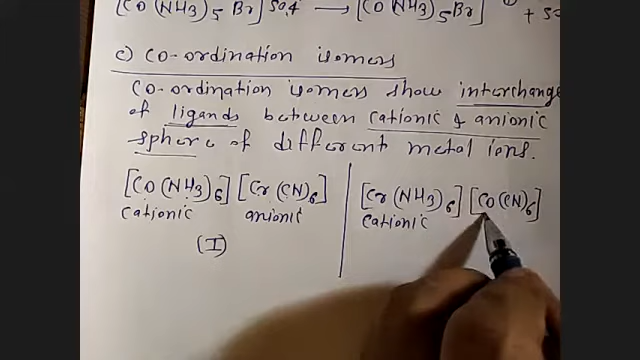 [CO(NH3)5Br]SO4 → [CO(NH3)5Br]
c) CO-ordination isomers
CO-ordination isomers show interchange
of ligands between cationic & anionic
sphere of different metal ions.
[CO(NH3)6] [Cr(CN)6] | [Cr(NH3)6] [CO(CN)6]
cationic anionic cationic
(I)